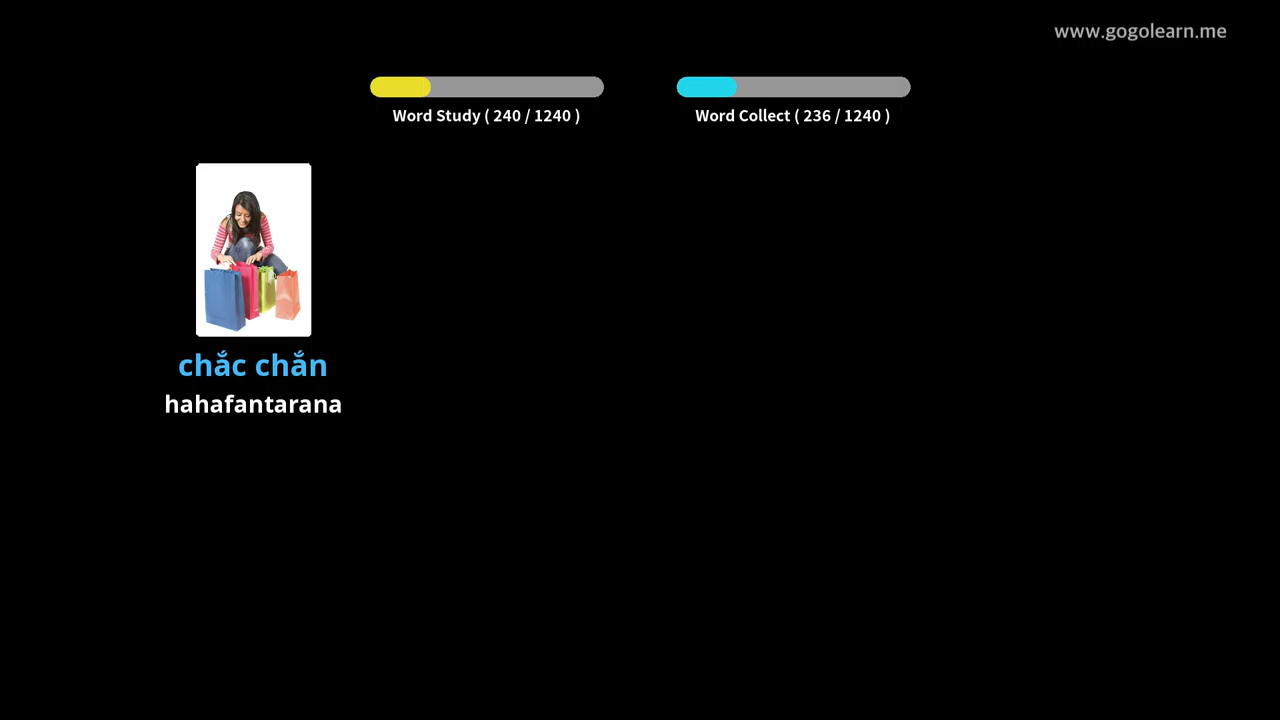 www.gogolearn.me
Word Study ( 240 / 1240 )
Word Collect ( 236 / 1240 )
chắc chắn
hahafantarana